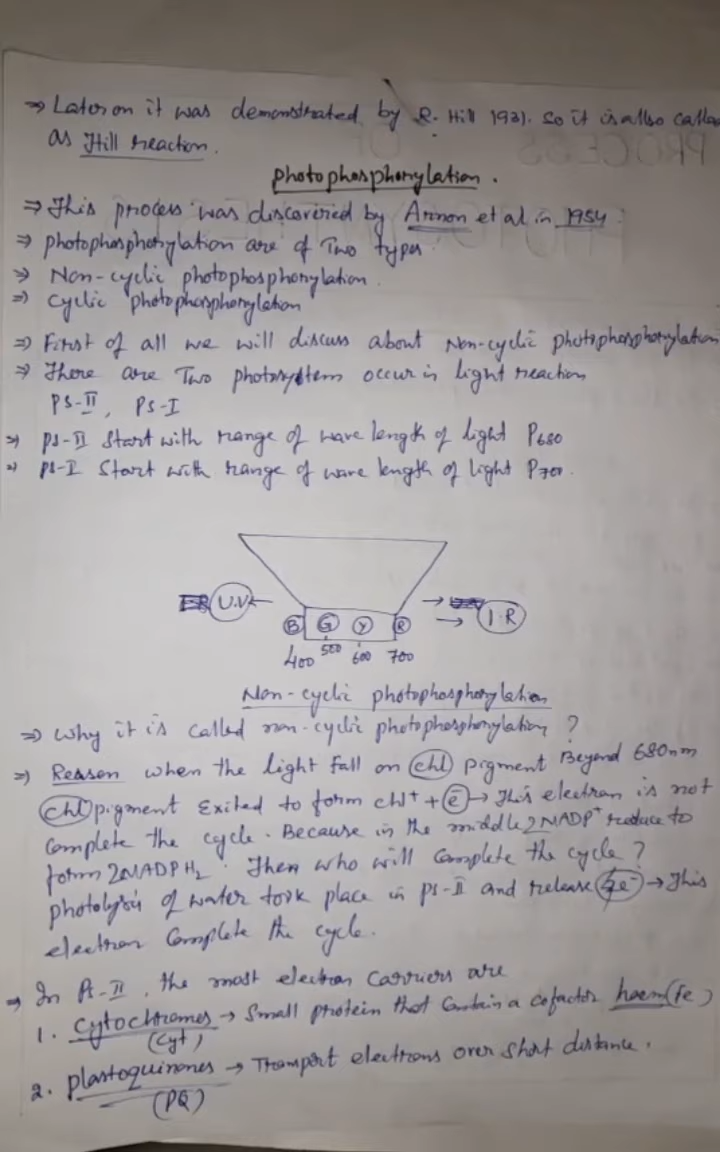 ⇒ Later on it was demonstrated by R. Hill 1931. So it is also
as Hill reaction.
photophosphorylation.
⇒ This process was discovered by Arnon et al in 1954
⇒ photophosphorylation are of Two types
⇒ Non-cyclic photophosphorylation.
⇒ cyclic photophosphorylation
⇒ First of all we will discuss about Non-cyclic photophosphorylation
⇒ There are Two photosystem occur in light reaction
PS-II, PS-I
⇒ ps-II Start with range of wave length of light P680
⇒ ps-I Start with range of wave length of light P700.
U.V ← → I.R
B G Y R
400 500 600 700
Non-cyclic photophosphorylation
⇒ Why it is called non-cyclic photophosphorylation ?
⇒ Reason when the light fall on chl pigment Beyond 680nm
chl pigment Exited to form chl⁺ + e⁻ → This electron is not
Complete the cycle. Because in the middle 2NADP⁺ reduce to
form 2NADPH₂. Then who will Complete the cycle ?
photolysis of water took place in ps-II and release e⁻ → This
electron Complete the cycle.
⇒ In Ps-II, the most electron Carriers are
1. Cytochromes → Small protein that Contain a cofactor haem(Fe)
(Cyt)
2. plastoquinones → Transport electrons over short distance.
(PQ)